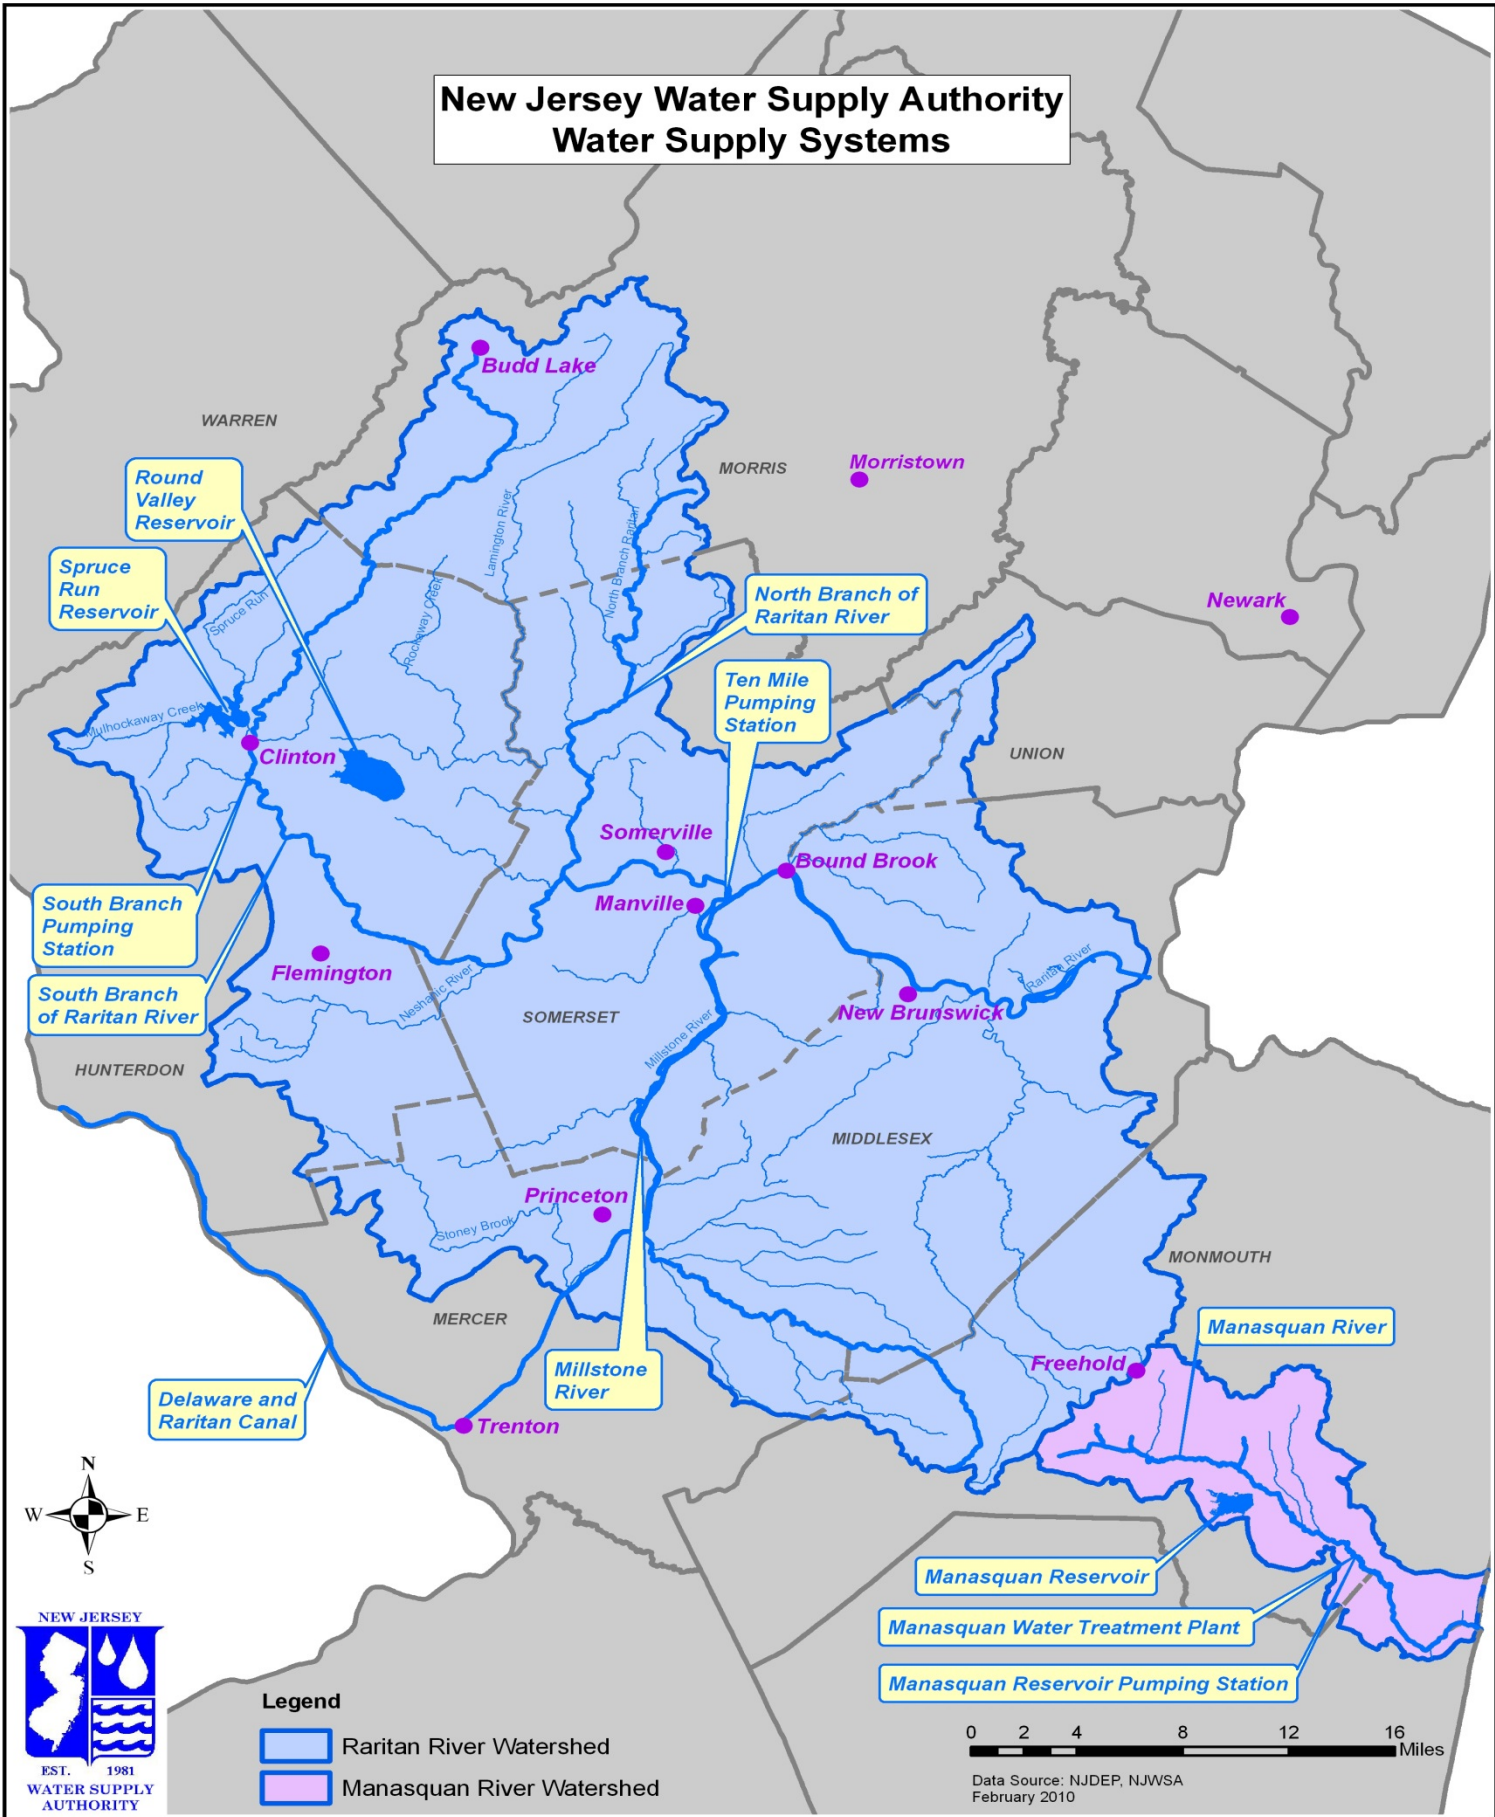 New Jersey Water Supply Authority
Water Supply Systems
Budd Lake
WARREN
Round
Valley
Reservoir
MORRIS
Morristown
Lamington River
North Branch Raritan
Spruce
Run
Reservoir
Spruce Run
Rockaway Creek
North Branch of
Raritan River
Newark
Ten Mile
Pumping
Station
Mulhockaway Creek
Clinton
UNION
Somerville
Bound Brook
Manville
South Branch
Pumping
Station
Flemington
Neshanic River
Raritan River
South Branch
of Raritan River
SOMERSET
New Brunswick
Millstone River
HUNTERDON
MIDDLESEX
Princeton
Stoney Brook
MONMOUTH
MERCER
Manasquan River
Freehold
Millstone
River
Delaware and
Raritan Canal
Trenton
N
W E
S
Manasquan Reservoir
Manasquan Water Treatment Plant
Manasquan Reservoir Pumping Station
NEW JERSEY
EST. 1981
WATER SUPPLY
AUTHORITY
Legend
Raritan River Watershed
Manasquan River Watershed
0 2 4 8 12 16
Miles
Data Source: NJDEP, NJWSA
February 2010